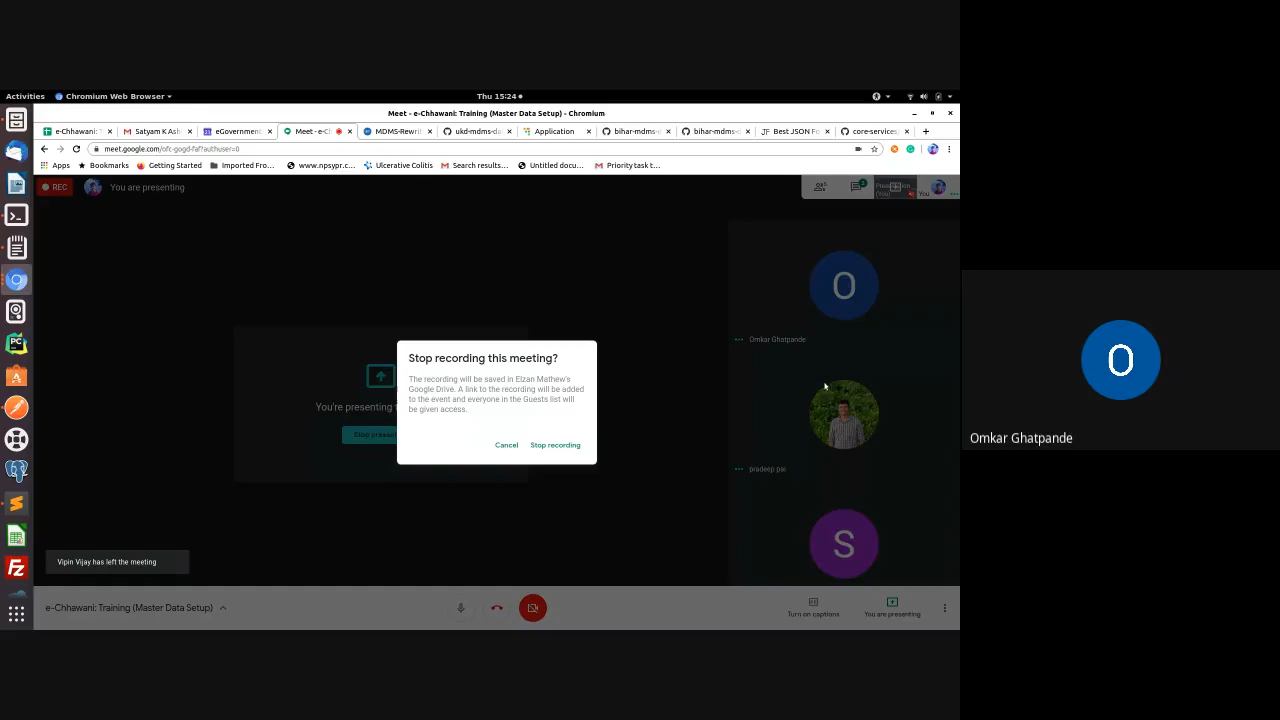 Activities
Chromium Web Browser
Thu 15:24
Meet - e-Chhawani: Training (Master Data Setup) - Chromium
e-Chhawani: T
Satyam K Ash
eGovernment
Meet - e-Ch
MDMS-Rewrit
ukd-mdms-da
Application
bihar-mdms-
bihar-mdms-d
Best JSON Fo
core-services
meet.google.com/ofc-gogd-faf?authuser=0
Apps
Bookmarks
Getting Started
Imported Fro...
www.npsypr.c...
Ulcerative Colitis
Search results...
Untitled docu...
Priority task t...
REC
You are presenting
You
O
Omkar Ghatpande
pradeep pai
S
You're presenting t
Stop present
Stop recording this meeting?
The recording will be saved in Elzan Mathew's
Google Drive. A link to the recording will be added
to the event and everyone in the Guests list will
be given access.
Cancel
Stop recording
Vipin Vijay has left the meeting
e-Chhawani: Training (Master Data Setup)
Turn on captions
You are presenting
O
Omkar Ghatpande